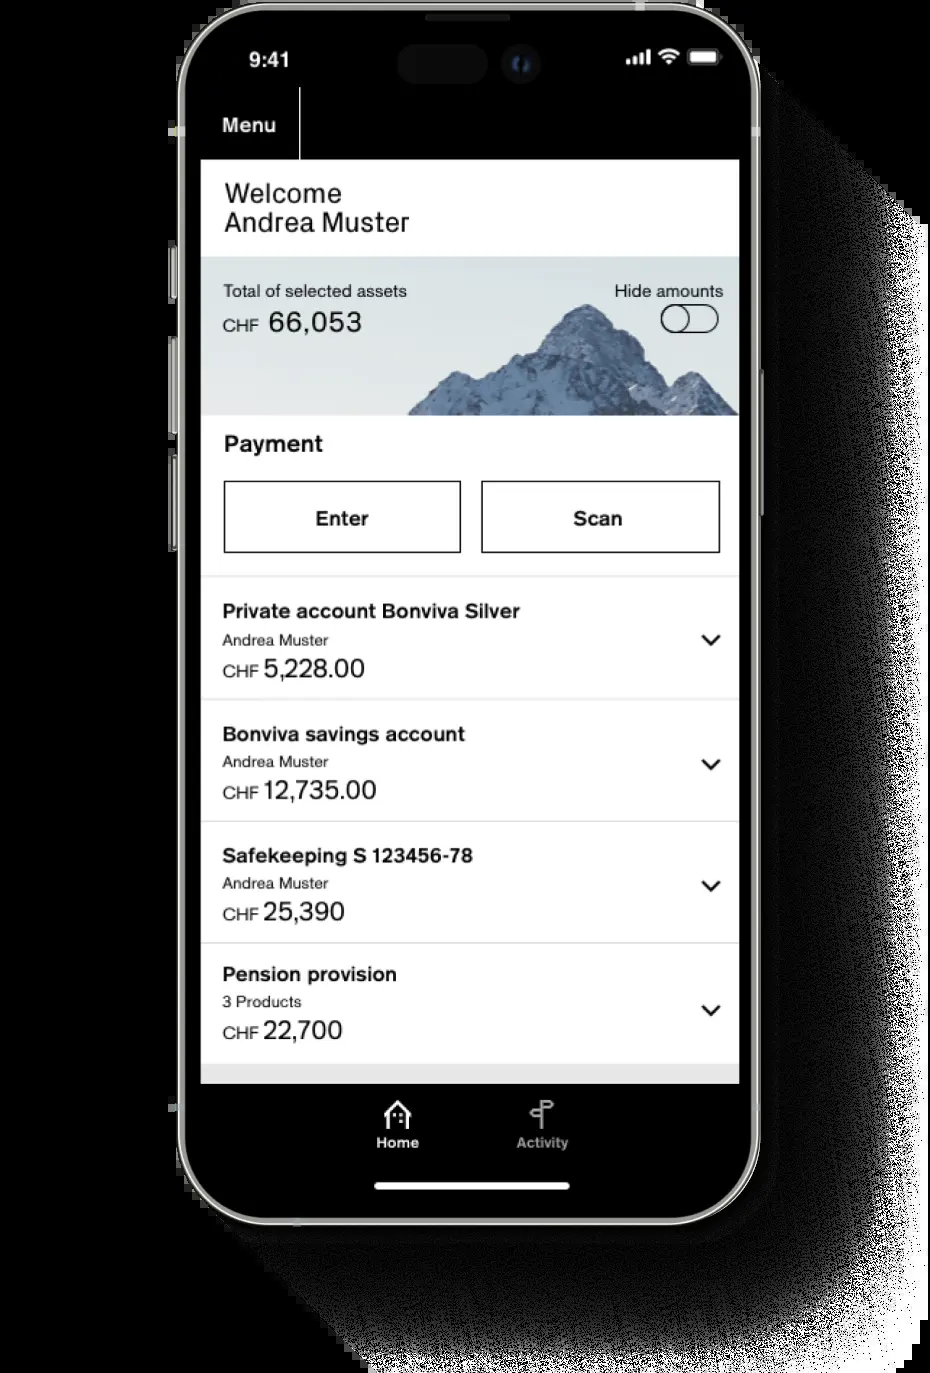 9:41
Menu
Welcome
Andrea Muster
Total of selected assets
Hide amounts
CHF 66,053
Payment
Enter
Scan
Private account Bonviva Silver
Andrea Muster
CHF 5,228.00
Bonviva savings account
Andrea Muster
CHF 12,735.00
Safekeeping S 123456-78
Andrea Muster
CHF 25,390
Pension provision
3 Products
CHF 22,700
Home
Activity